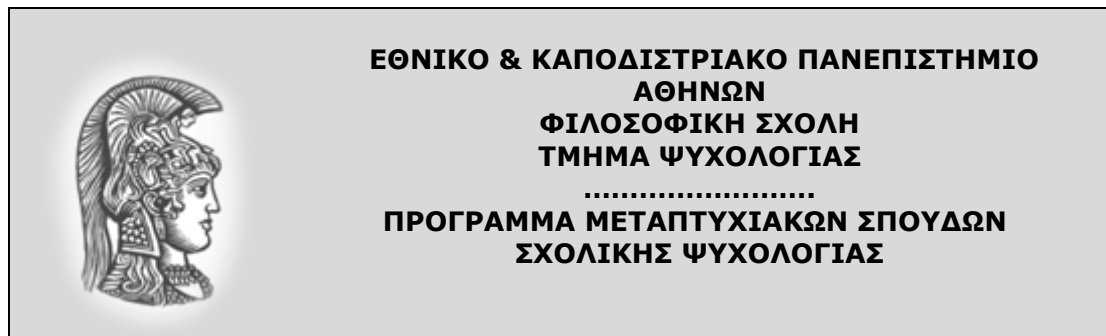 ΕΘΝΙΚΟ & ΚΑΠΟΔΙΣΤΡΙΑΚΟ ΠΑΝΕΠΙΣΤΗΜΙΟ
ΑΘΗΝΩΝ
ΦΙΛΟΣΟΦΙΚΗ ΣΧΟΛΗ
ΤΜΗΜΑ ΨΥΧΟΛΟΓΙΑΣ
.........................
ΠΡΟΓΡΑΜΜΑ ΜΕΤΑΠΤΥΧΙΑΚΩΝ ΣΠΟΥΔΩΝ
ΣΧΟΛΙΚΗΣ ΨΥΧΟΛΟΓΙΑΣ